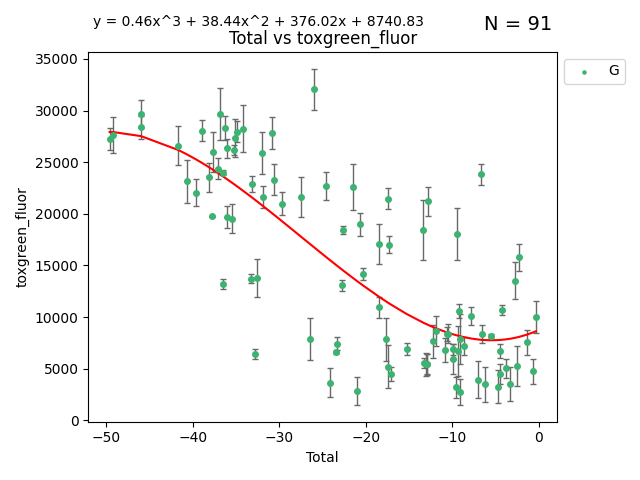 y = 0.46x^3 + 38.44x^2 + 376.02x + 8740.83
N = 91
Total vs toxgreen_fluor
G
toxgreen_fluor
35000
30000
25000
20000
15000
10000
5000
0
−50 −40 −30 −20 −10 0
Total